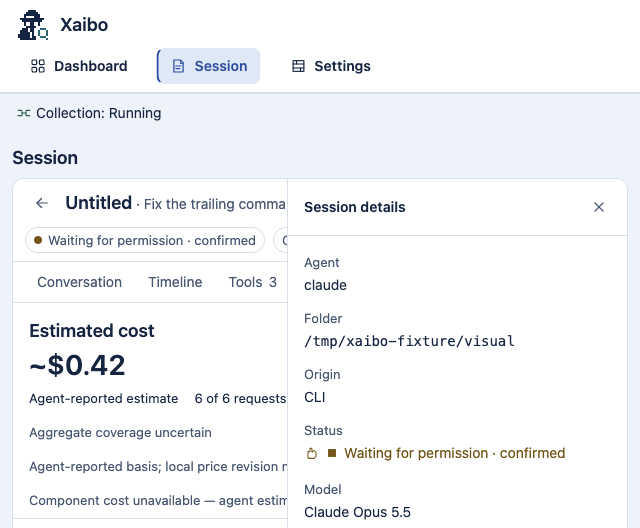 Xaibo
Dashboard
Session
Settings
Collection: Running
Session
Untitled · Fix the trailing comma
Waiting for permission · confirmed
Conversation
Timeline
Tools 3
Estimated cost
~$0.42
Agent-reported estimate
6 of 6 requests
Aggregate coverage uncertain
Agent-reported basis; local price revision
Component cost unavailable — agent
Session details
Agent
claude
Folder
/tmp/xaibo-fixture/visual
Origin
CLI
Status
Waiting for permission · confirmed
Model
Claude Opus 5.5